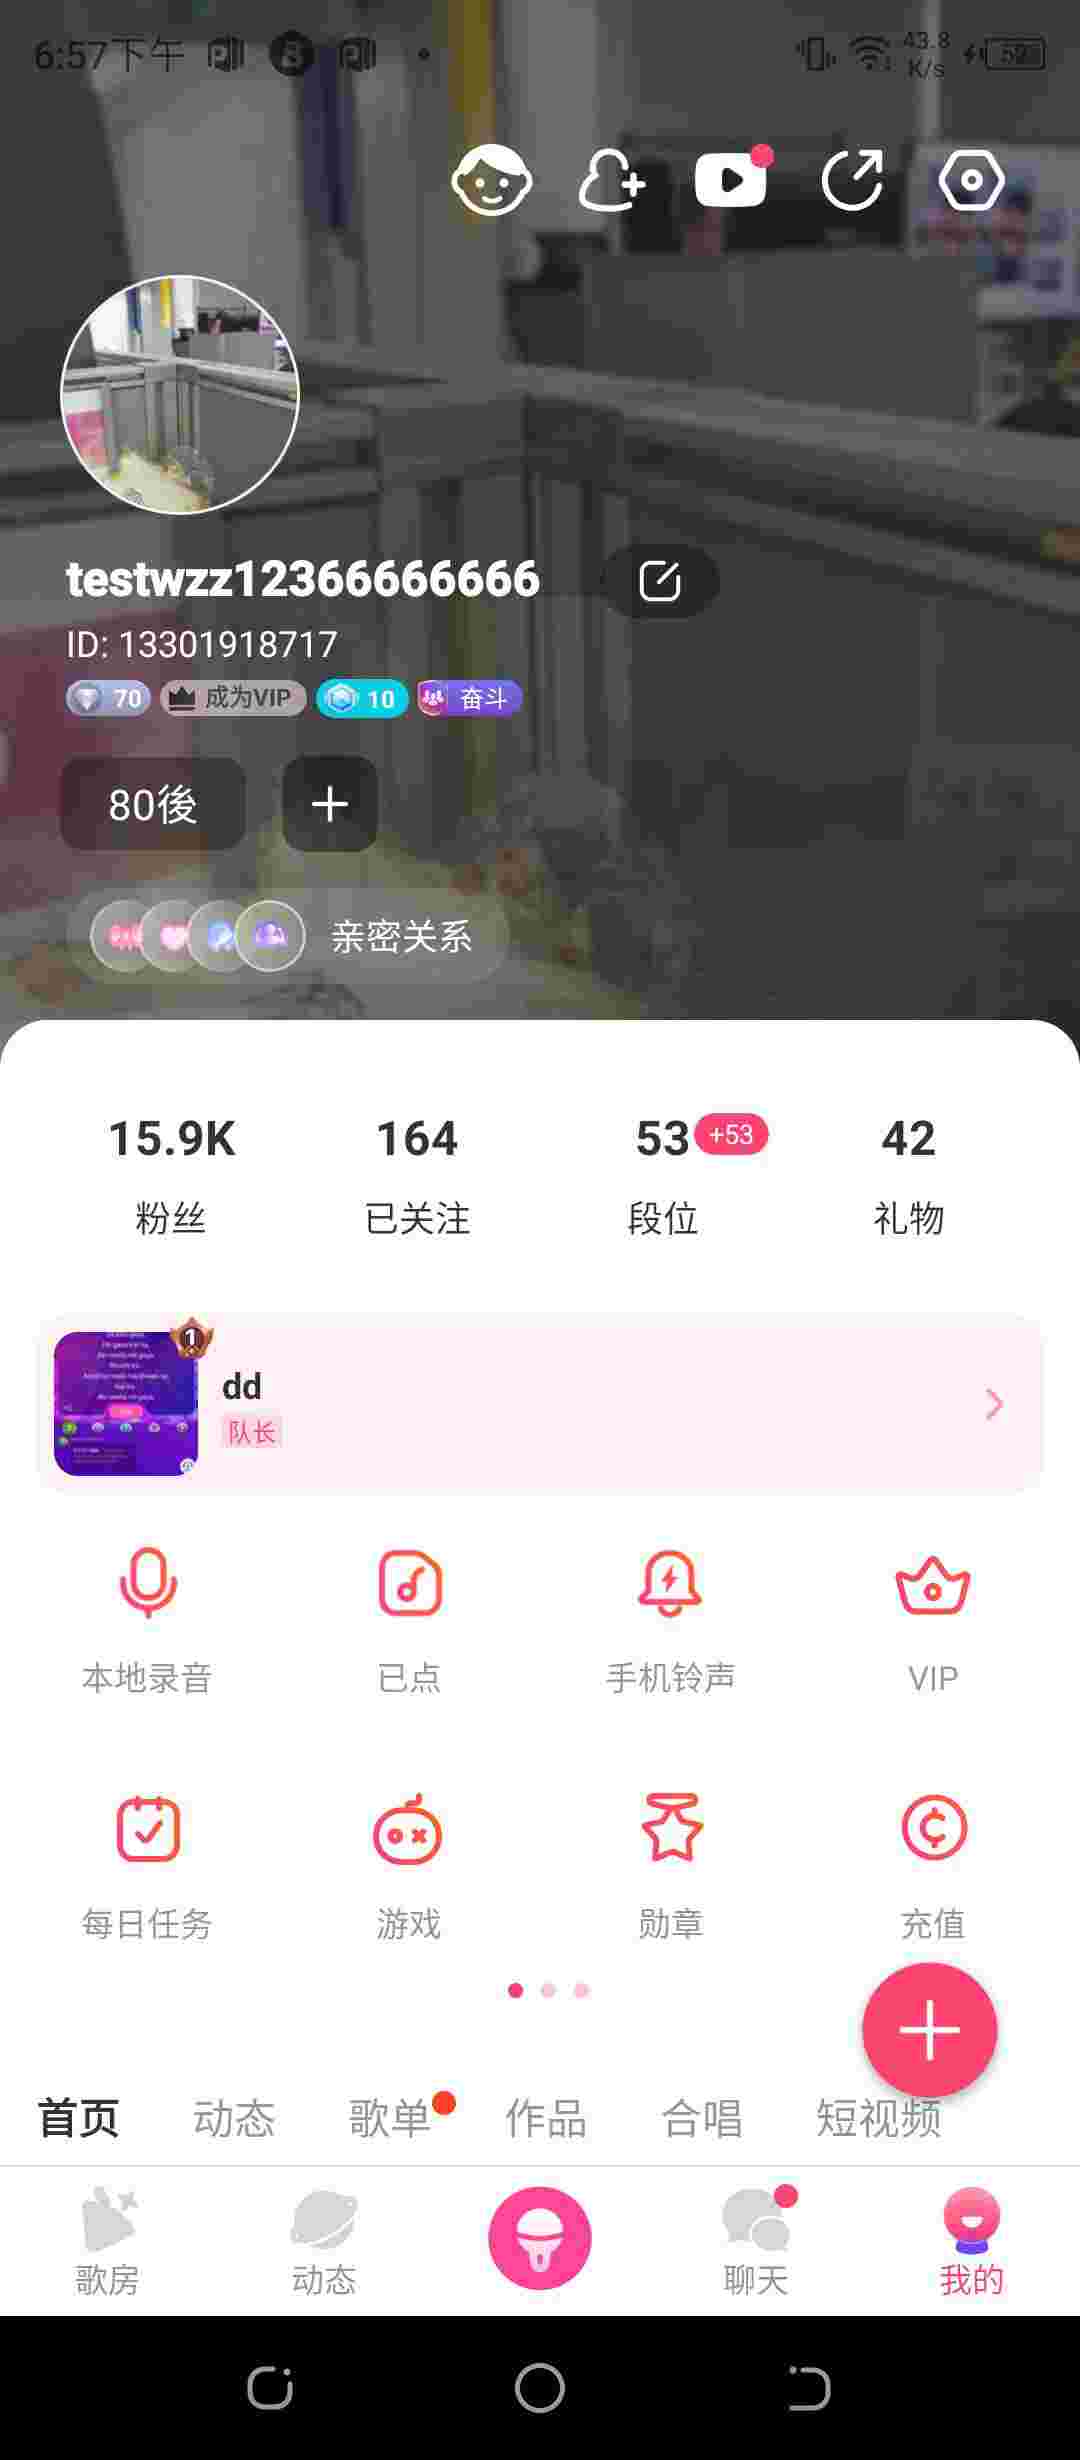 6:57下午
43.8
K/s
testwzz12366666666
ID: 13301918717
70
成为VIP
10
奋斗
80後
亲密关系
15.9K
164
53
+53
42
粉丝
已关注
段位
礼物
1
dd
队长
本地录音
已点
手机铃声
VIP
每日任务
游戏
勋章
充值
首页
动态
歌单
作品
合唱
短视频
歌房
动态
聊天
我的